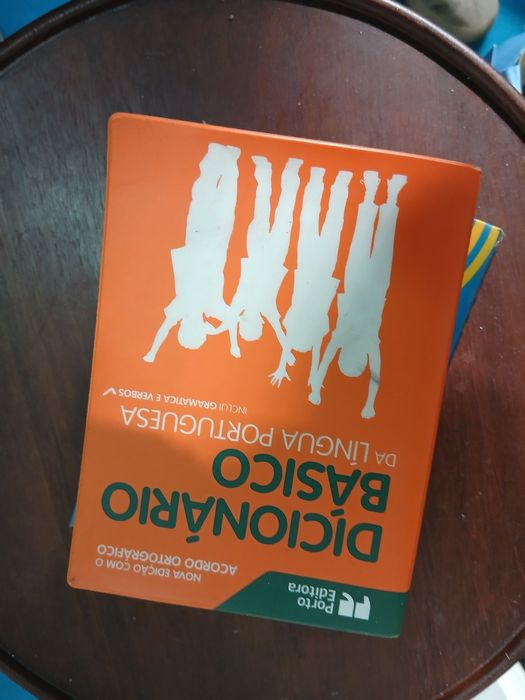 Porto
Editora
NOVA EDIÇÃO COM O
ACORDO ORTOGRÁFICO
DICIONÁRIO
BÁSICO
DA LÍNGUA PORTUGUESA
INCLUI GRAMÁTICA E VERBOS